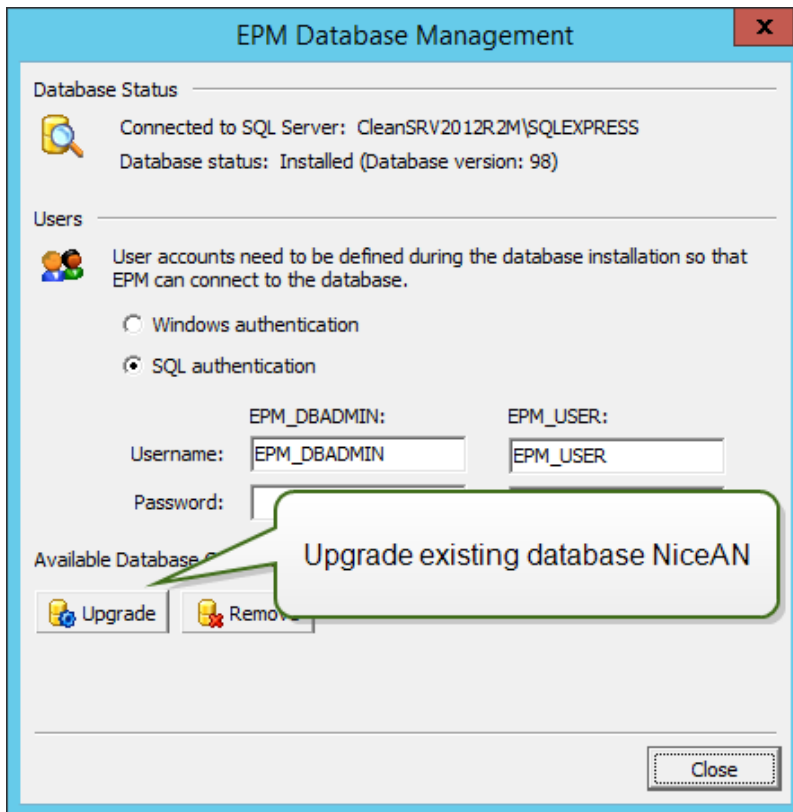 EPM Database Management
x
Database Status
Connected to SQL Server: CleanSRV2012R2M\SQLEXPRESS
Database status: Installed (Database version: 98)
Users
User accounts need to be defined during the database installation so that
EPM can connect to the database.
Windows authentication
SQL authentication
EPM_DBADMIN: EPM_USER:
Username: EPM_DBADMIN EPM_USER
Password:
Upgrade existing database NiceAN
Available Database
Upgrade Remove
Close